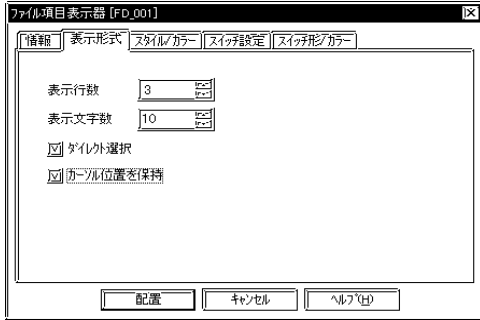 ファイル項目表示器 [FD_001]
情報 表示形式 スタイル/カラー スイッチ設定 スイッチ形/カラー
表示行数 3
表示文字数 10
ダイレクト選択
カーソル位置を保持
配置 キャンセル ヘルプ(H)